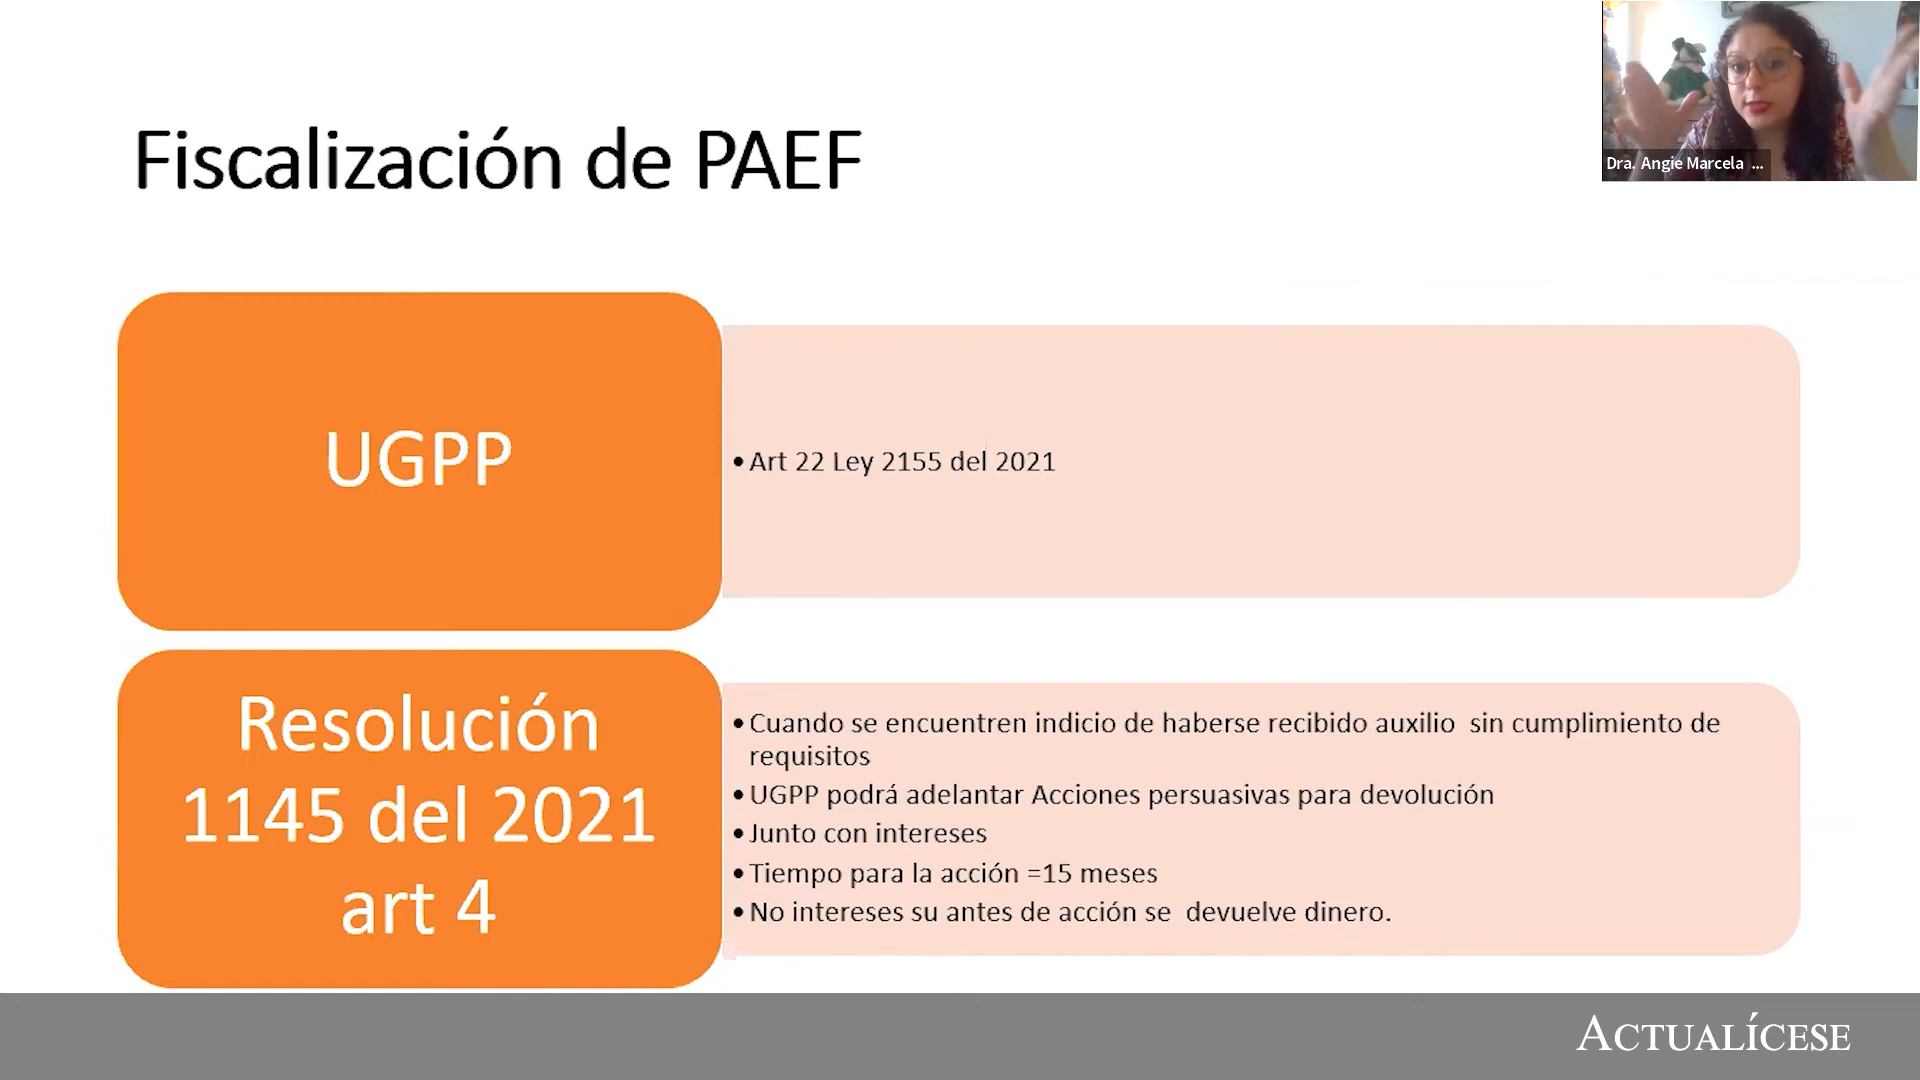 Fiscalización de PAEF
Dra. Angie Marcela ...
UGPP
• Art 22 Ley 2155 del 2021
Resolución
1145 del 2021
art 4
• Cuando se encuentren indicio de haberse recibido auxilio sin cumplimiento de
requisitos
• UGPP podrá adelantar Acciones persuasivas para devolución
• Junto con intereses
• Tiempo para la acción =15 meses
• No intereses su antes de acción se devuelve dinero.
ACTUALÍCESE